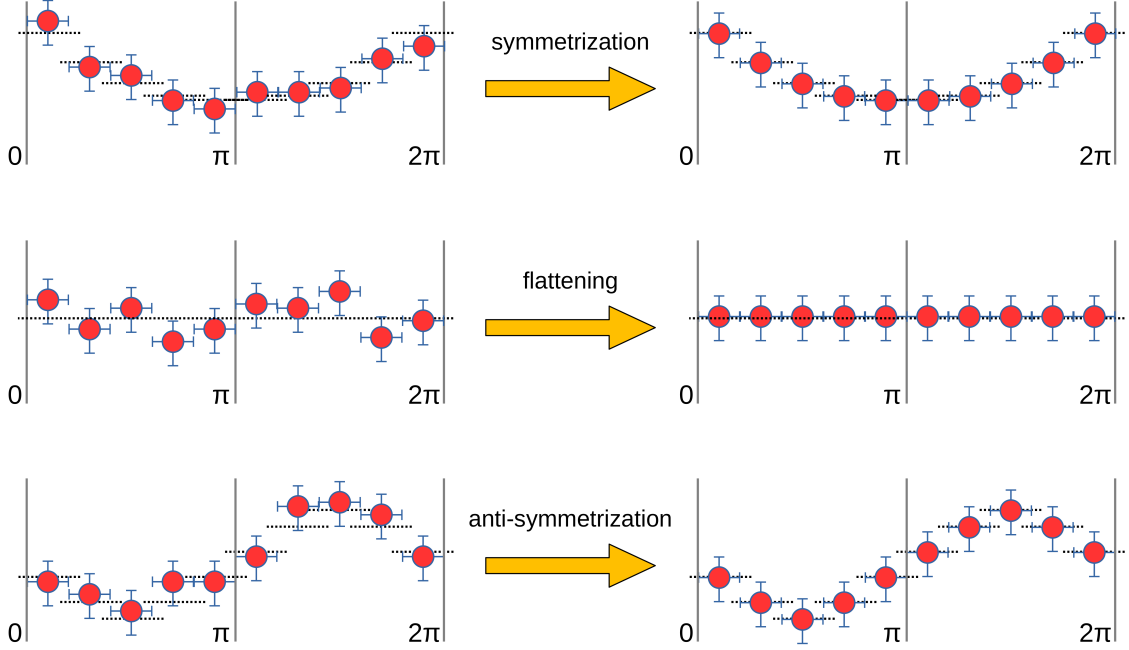 symmetrization
0 π 2π 0 π 2π
flattening
0 π 2π 0 π 2π
anti-symmetrization
0 π 2π 0 π 2π